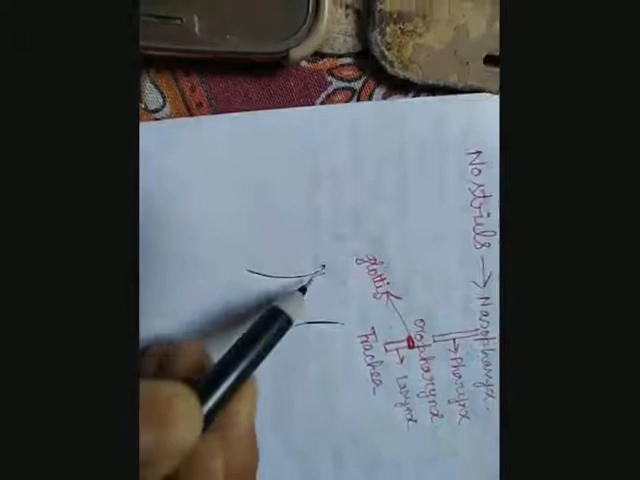 Nostrils → Nasopharynx
→ Pharynx
Oropharynx
glottis
→ Larynx
Trachea